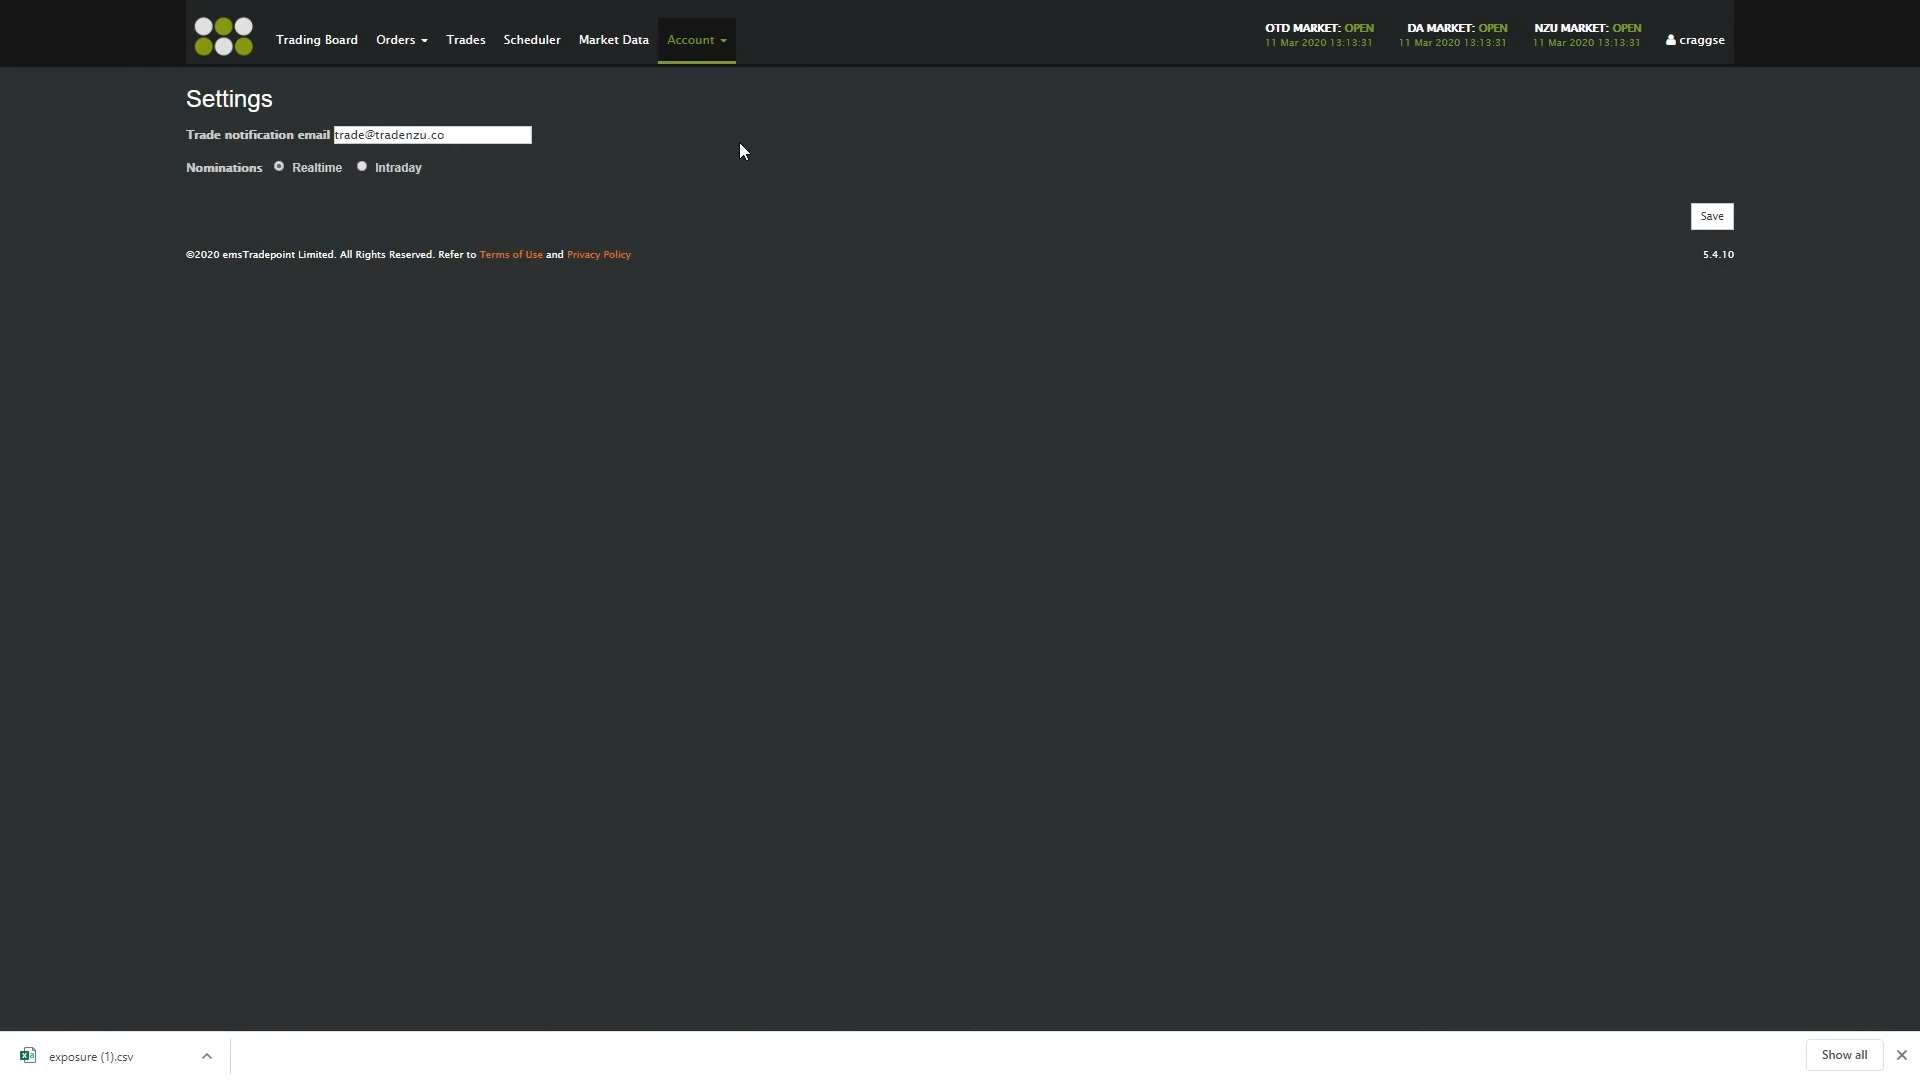 Trading Board Orders Trades Scheduler Market Data Account
OTD MARKET: OPEN DA MARKET: OPEN NZU MARKET: OPEN
11 Mar 2020 13:13:31 11 Mar 2020 13:13:31 11 Mar 2020 13:13:31
craggse
Settings
Trade notification email trade@tradenzu.co
Nominations Realtime Intraday
Save
©2020 emsTradepoint Limited. All Rights Reserved. Refer to Terms of Use and Privacy Policy 5.4.10
exposure (1).csv Show all